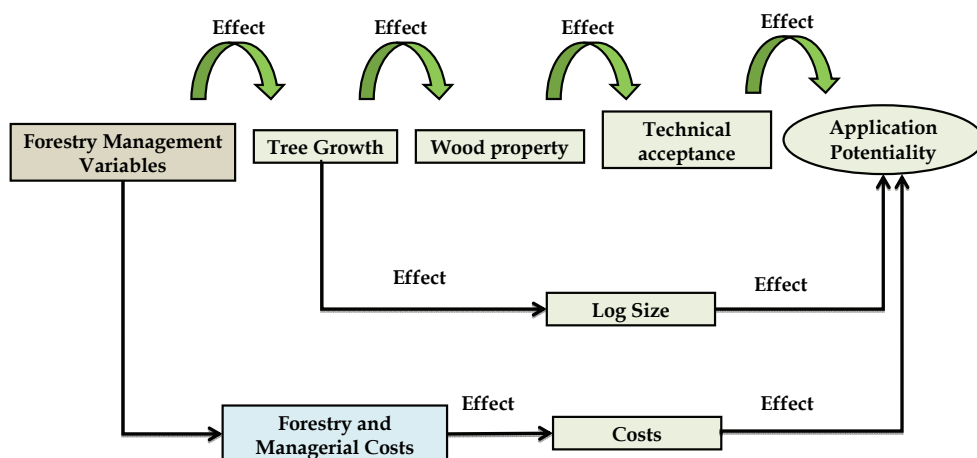 Effect
Effect
Effect
Effect
Forestry Management
Variables
Tree Growth
Wood property
Technical
acceptance
Application
Potentiality
Effect
Log Size
Effect
Forestry and
Managerial Costs
Effect
Costs
Effect